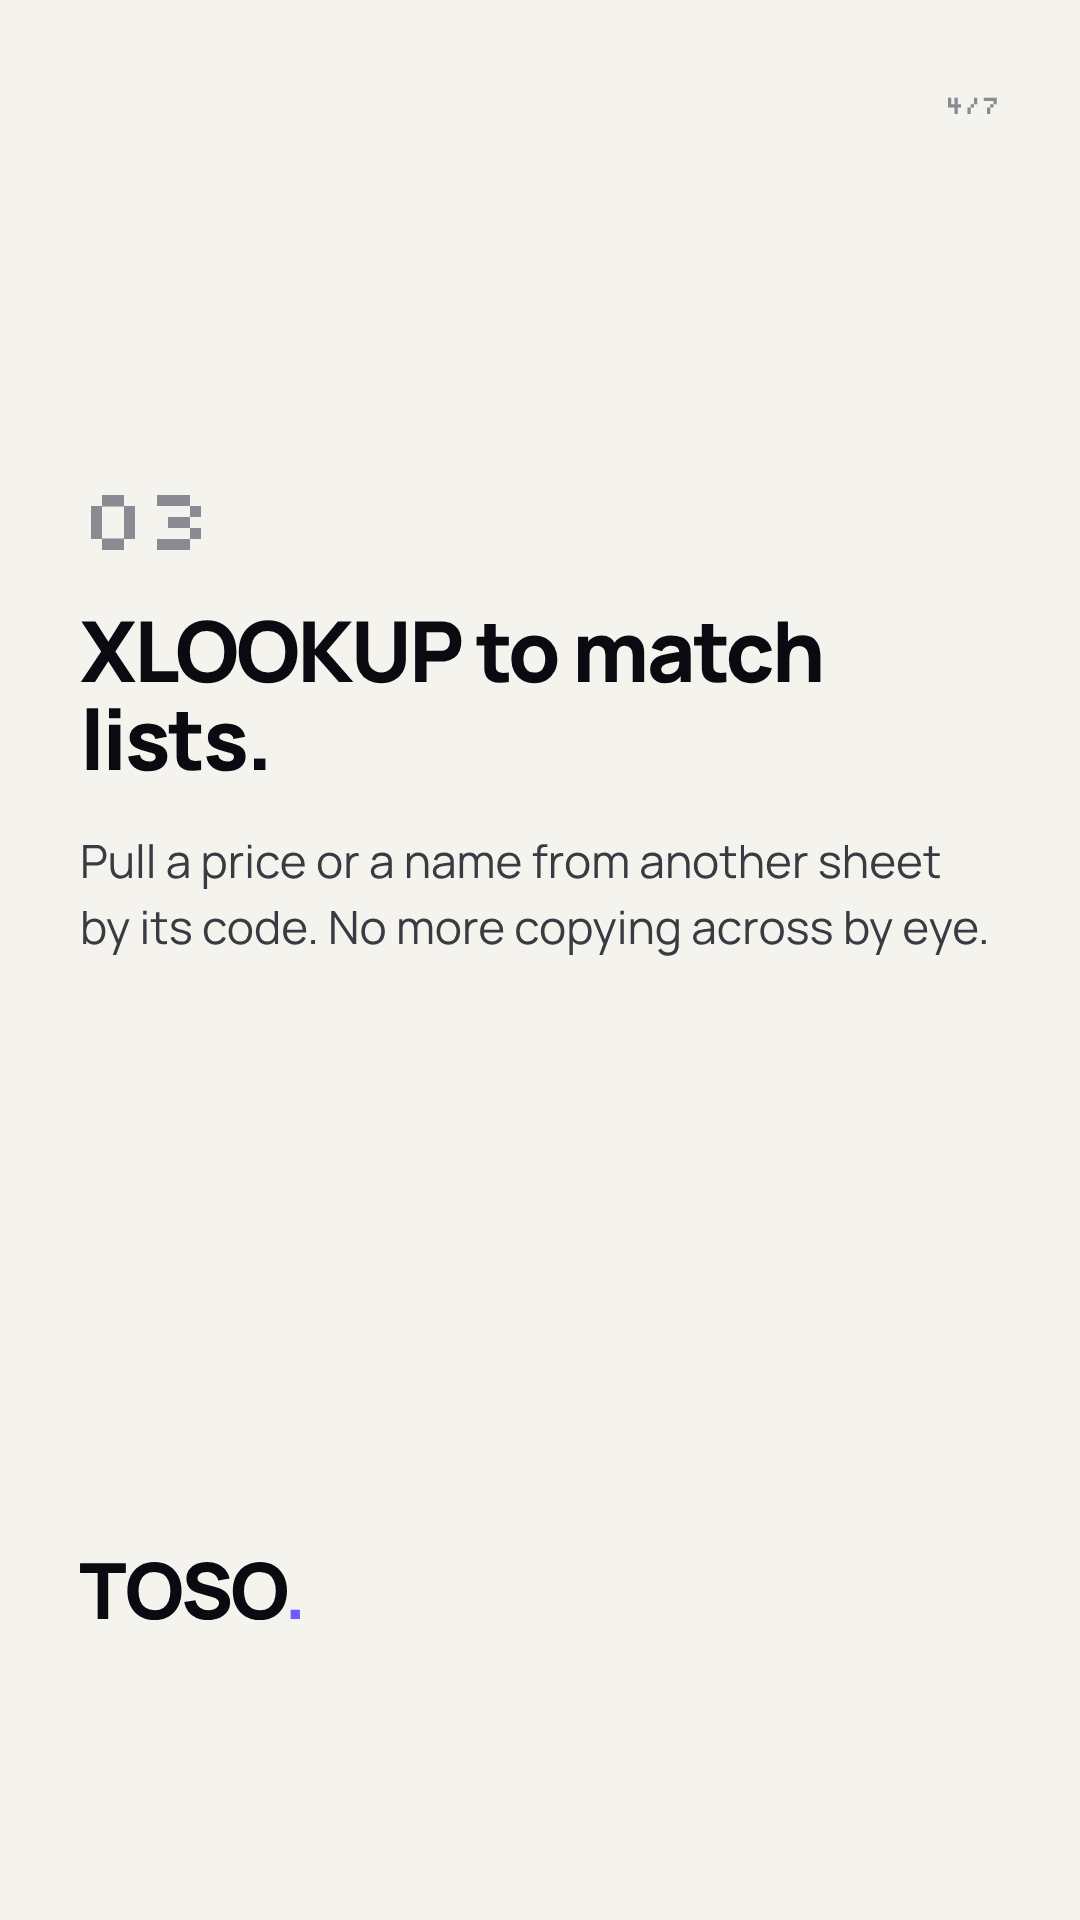 4/7
03
XLOOKUP to match
lists.
Pull a price or a name from another sheet
by its code. No more copying across by eye.
TOSO.